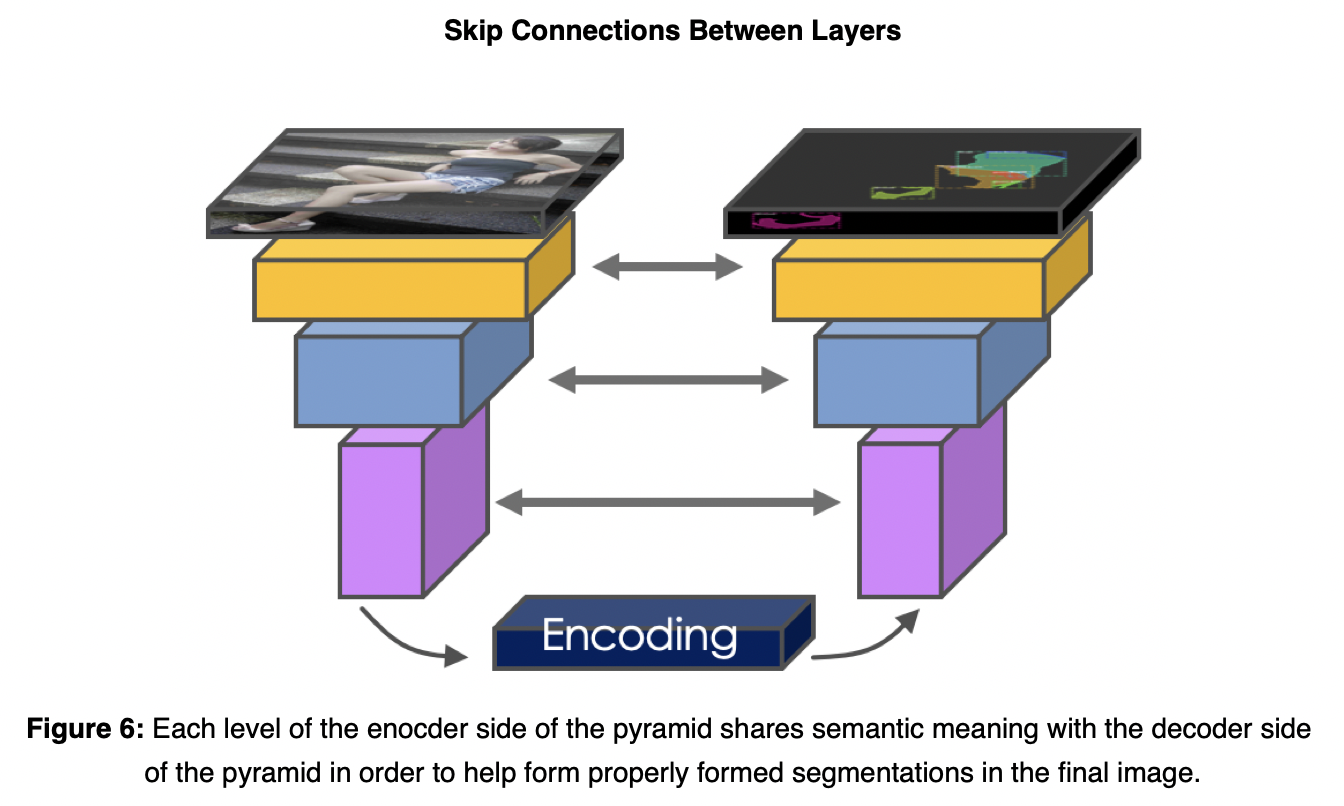 Skip Connections Between Layers
Encoding
Figure 6: Each level of the enocder side of the pyramid shares semantic meaning with the decoder side
of the pyramid in order to help form properly formed segmentations in the final image.